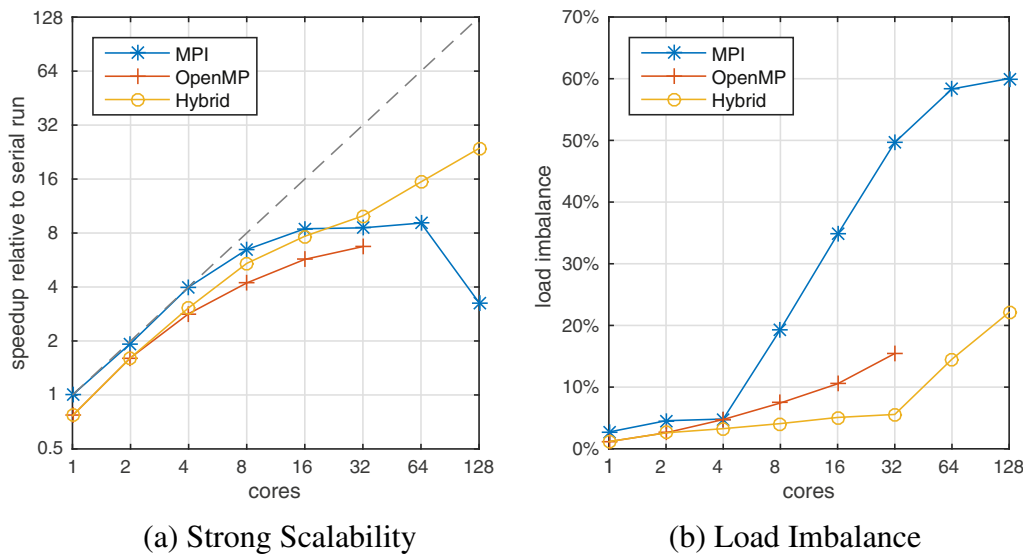 128
64
32
16
8
4
2
1
0.5
speedup relative to serial run
MPI
OpenMP
Hybrid
1 2 4 8 16 32 64 128
cores
(a) Strong Scalability
70%
60%
50%
40%
30%
20%
10%
0%
load imbalance
MPI
OpenMP
Hybrid
1 2 4 8 16 32 64 128
cores
(b) Load Imbalance